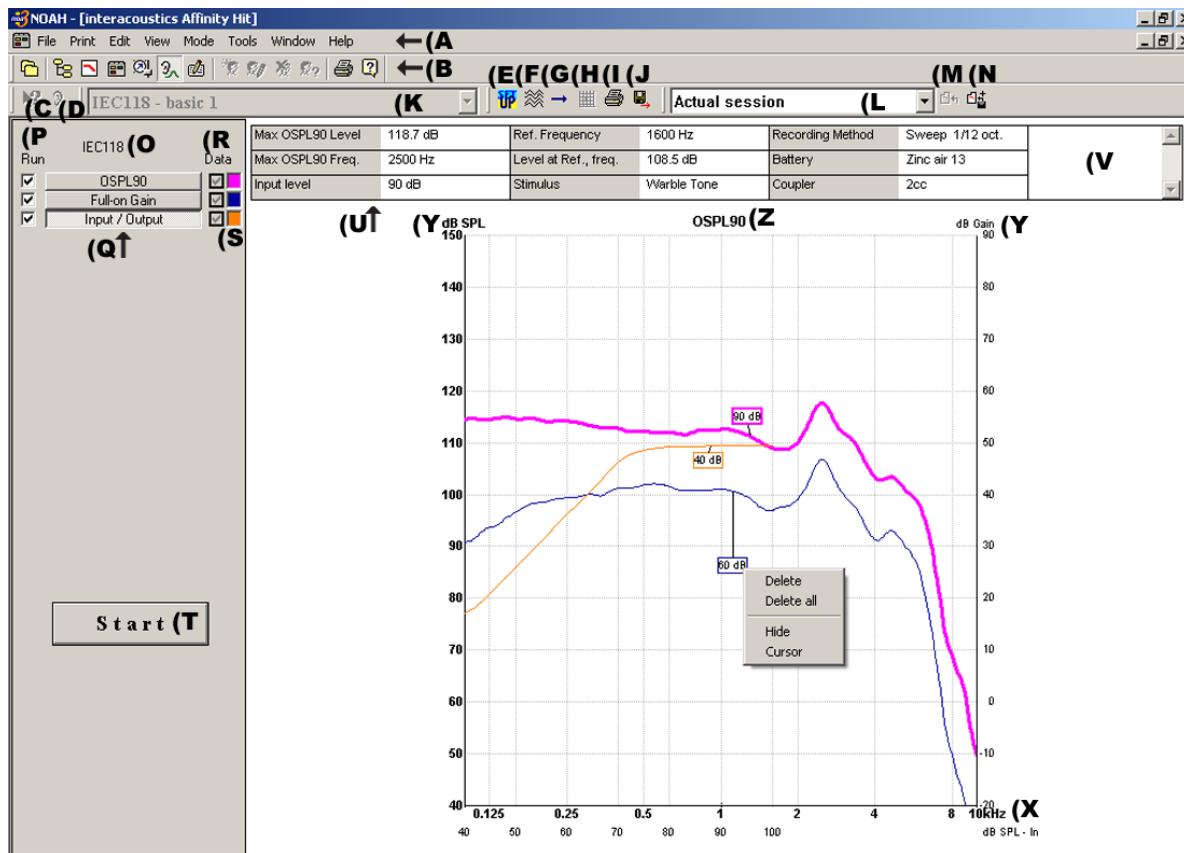 NOAH - [interacoustics Affinity Hit]
File Print Edit View Mode Tools Window Help (A
(B
(E (F (G (H (I (J (M (N
(C (D IEC118 - basic 1 (K Actual session (L
(P IEC118 (O (R
Run Data
OSPL90
Full-on Gain
Input / Output
(Q (S
Max OSPL90 Level 118.7 dB Ref. Frequency 1600 Hz Recording Method Sweep 1/12 oct.
Max OSPL90 Freq. 2500 Hz Level at Ref., freq. 108.5 dB Battery Zinc air 13 (V
Input level 90 dB Stimulus Warble Tone Coupler 2cc
(U (Y dB SPL OSPL90 (Z dB Gain (Y
150 90
140 80
130 70
120 60
90 dB
110 50
40 dB
100 40
90 30
60 dB
Delete
Delete all
Hide
Cursor
80 20
Start (T
70 10
60 0
50 -10
40 -20
0.125 0.25 0.5 1 2 4 8 10kHz (X
40 50 60 70 80 90 100 dB SPL - In